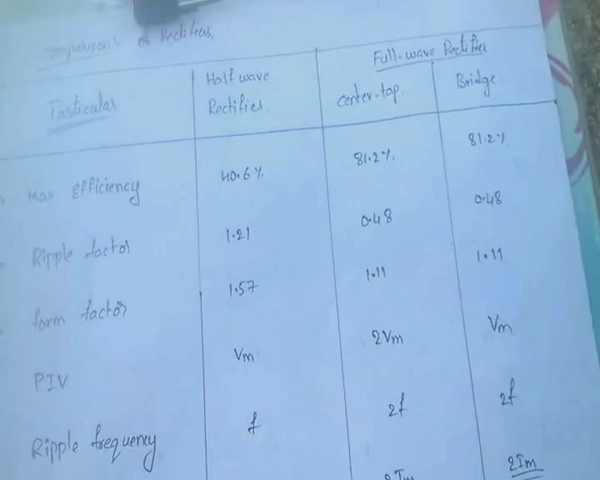 Comparison of Rectifiers
Particular Half wave Rectifier Full-wave Rectifier
center-tap Bridge
Max Efficiency 40.6% 81.2% 81.2%
Ripple factor 1.21 0.48 0.48
form factor 1.57 1.11 1.11
PIV Vm 2Vm Vm
Ripple frequency f 2f 2f
2Im 2Im